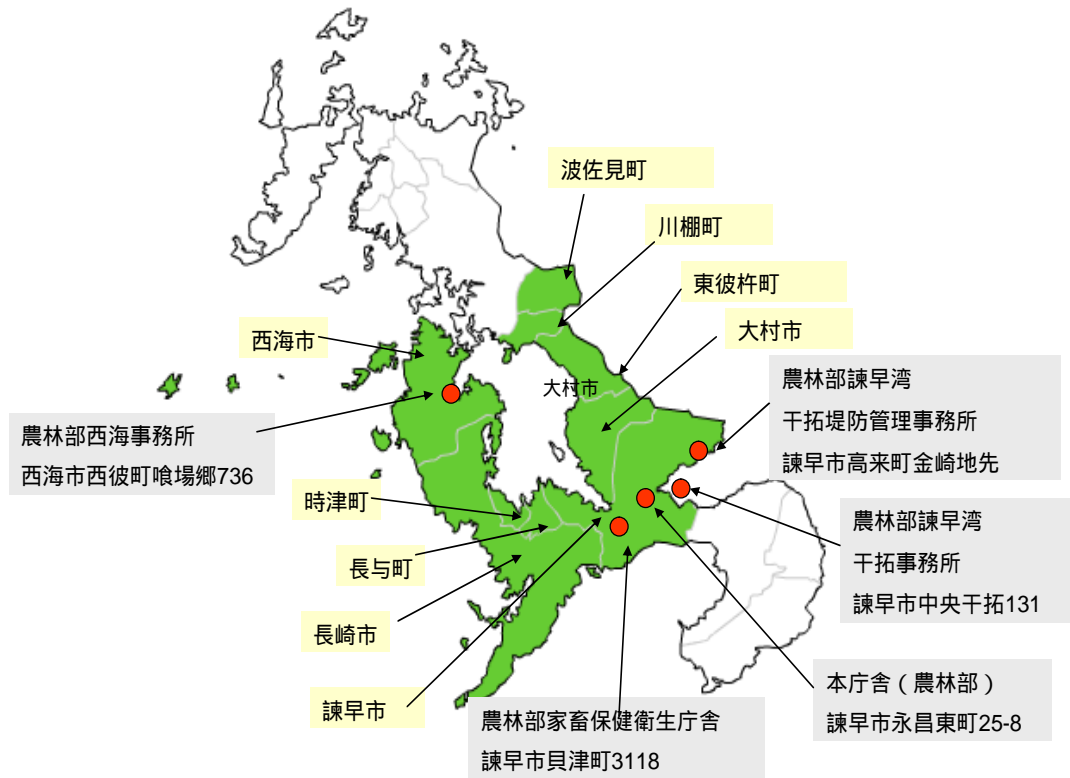 波佐見町
川棚町
東彼杵町
大村市
西海市
大村市
農林部諫早湾
干拓堤防管理事務所
諫早市高来町金崎地先
農林部西海事務所
西海市西彼町喰場郷736
時津町
農林部諫早湾
干拓事務所
諫早市中央干拓131
長与町
長崎市
本庁舎（農林部）
諫早市永昌東町25-8
諫早市
農林部家畜保健衛生庁舎
諫早市貝津町3118